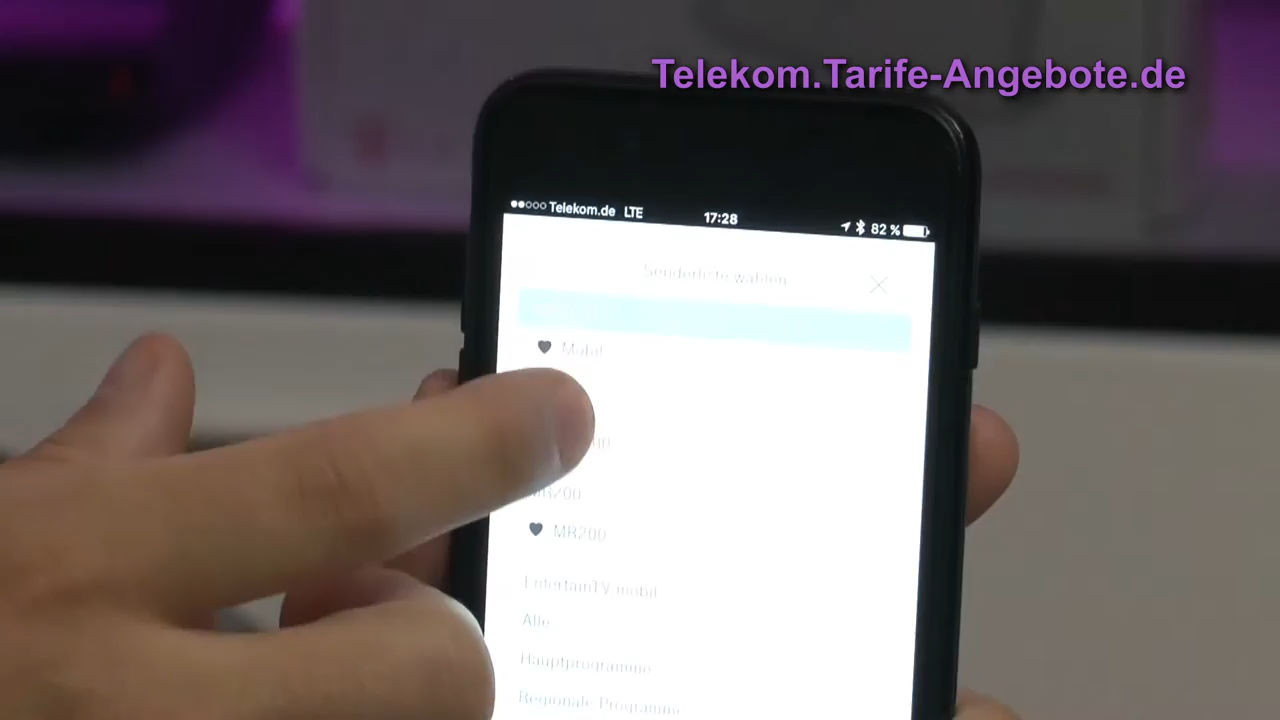 Telekom.Tarife-Angebote.de
Telekom.de LTE 17:28 82 %
Senderliste wählen
Mobil
00
MR200
MR200
EntertainTV mobil
Alle
Hauptprogramme
Regionale Programme